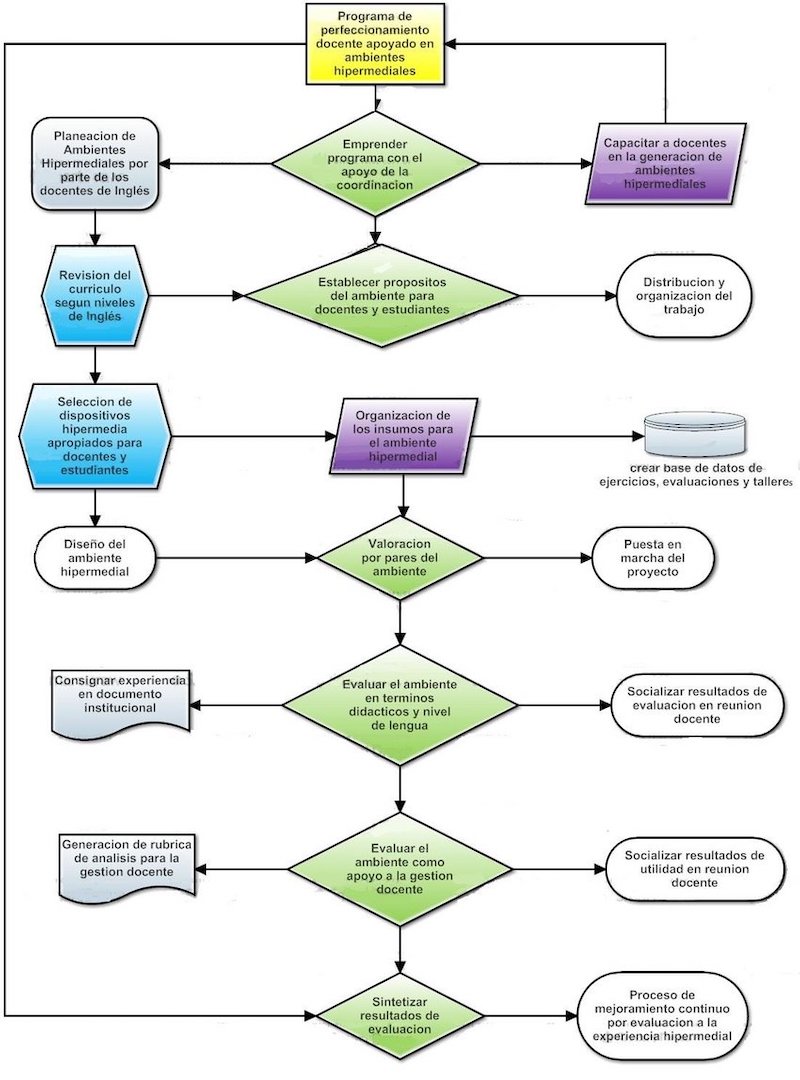 Programa de
perfeccionamiento
docente apoyado en
ambientes
hipermediales
Planeacion de
Ambientes
Hipermediales por
parte de los
docentes de Inglés
Emprender
programa con el
apoyo de la
coordinacion
Capacitar a docentes
en la generacion de
ambientes
hipermediales
Revision del
curriculo
segun niveles
de Inglés
Establecer propositos
del ambiente para
docentes y estudiantes
Distribucion y
organizacion del
trabajo
Seleccion de
dispositivos
hipermedia
apropiados para
docentes y
estudiantes
Organizacion de
los insumos para
el ambiente
hipermedial
crear base de datos de
ejercicios, evaluaciones y talleres
Diseño del
ambiente
hipermedial
Valoracion
por pares del
ambiente
Puesta en
marcha del
proyecto
Consignar experiencia
en documento
institucional
Evaluar el ambiente
en terminos
didacticos y nivel
de lengua
Socializar resultados de
evaluacion en reunion
docente
Generacion de rubrica
de analisis para la
gestion docente
Evaluar el
ambiente como
apoyo a la gestion
docente
Socializar resultados de
utilidad en reunion
docente
Sintetizar
resultados de
evaluacion
Proceso de
mejoramiento continuo
por evaluacion a la
experiencia hipermedial